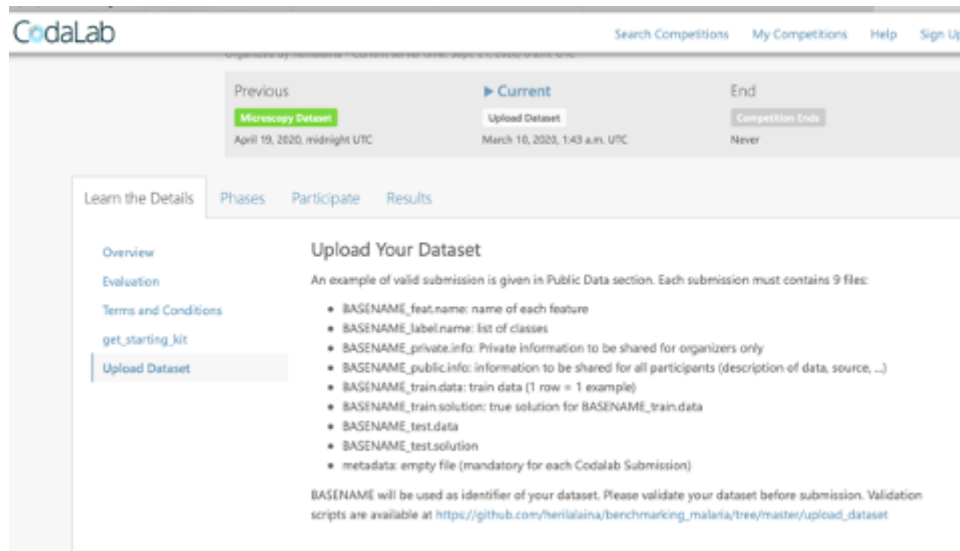 CodaLab
Search Competitions My Competitions Help Sign Up
Previous ▶ Current End
Microscopy Dataset Upload Dataset Competition Ends
April 19, 2020, midnight UTC March 10, 2020, 1:43 a.m. UTC Never
Learn the Details Phases Participate Results
Overview
Evaluation
Terms and Conditions
get_starting_kit
Upload Dataset
Upload Your Dataset
An example of valid submission is given in Public Data section. Each submission must contains 9 files:
• BASENAME_feat.name: name of each feature
• BASENAME_label.name: list of classes
• BASENAME_private.info: Private information to be shared for organizers only
• BASENAME_public.info: information to be shared for all participants (description of data, source, ...)
• BASENAME_train.data: train data (1 row = 1 example)
• BASENAME_train.solution: true solution for BASENAME_train.data
• BASENAME_test.data
• BASENAME_test.solution
• metadata: empty file (mandatory for each Codalab Submission)
BASENAME will be used as identifier of your dataset. Please validate your dataset before submission. Validation
scripts are available at https://github.com/herilalaina/benchmarking_malaria/tree/master/upload_dataset